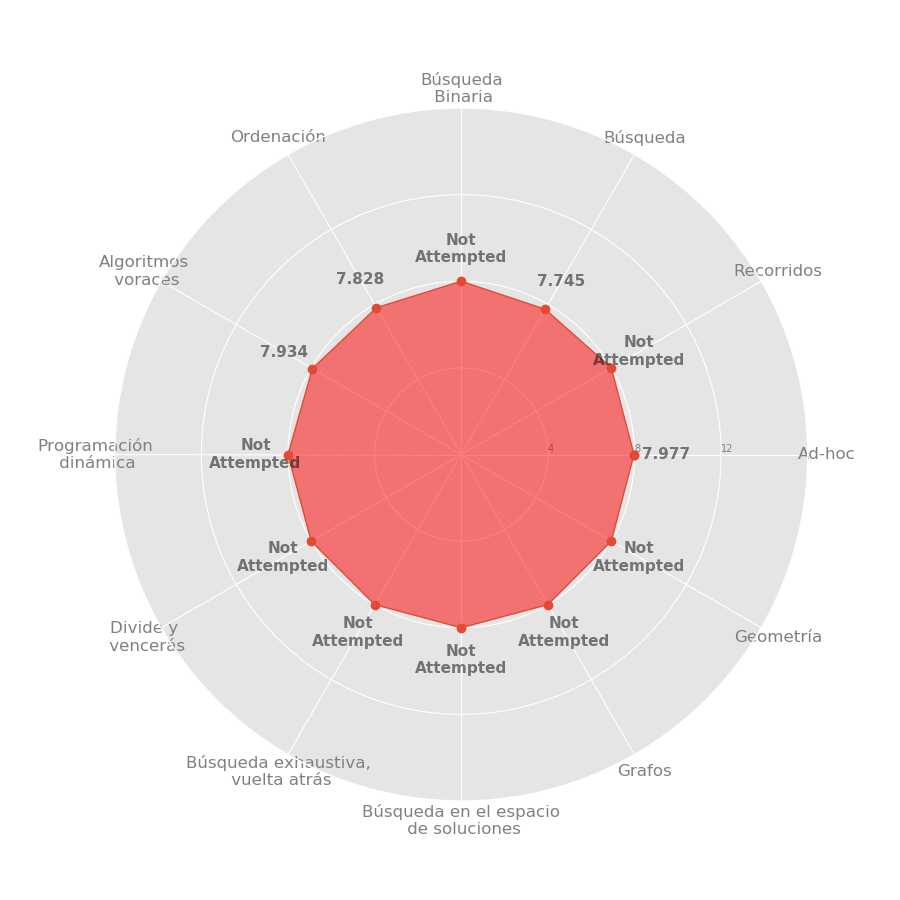 Búsqueda
Binaria
Ordenación
Búsqueda
Not
Attempted
Algoritmos
voraces
7.828
7.745
Recorridos
7.934
Not
Attempted
Programación
dinámica
Not
Attempted
4
8
12
7.977
Ad-hoc
Not
Attempted
Not
Attempted
Divide y
vencerás
Not
Attempted
Not
Attempted
Not
Attempted
Geometría
Búsqueda exhaustiva,
vuelta atrás
Grafos
Búsqueda en el espacio
de soluciones